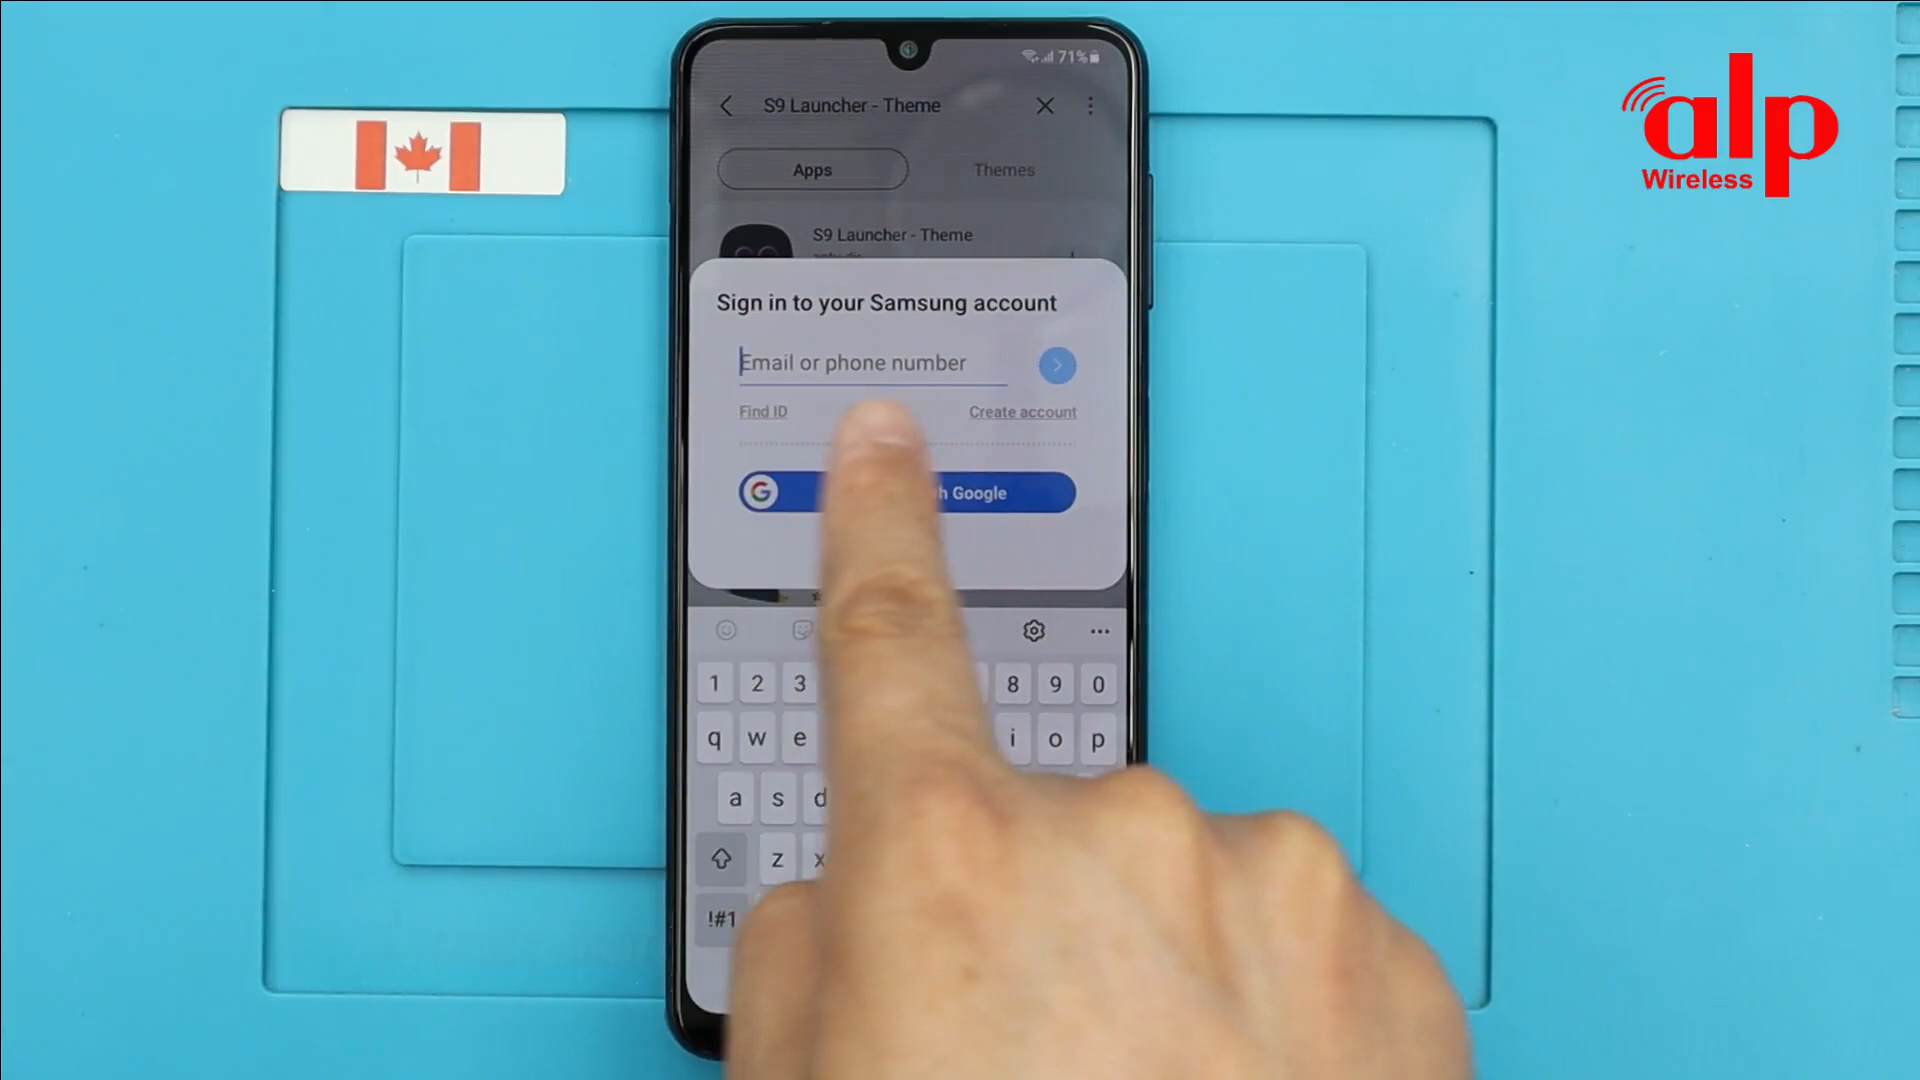 71%
S9 Launcher - Theme
Apps
Themes
S9 Launcher - Theme
Sign in to your Samsung account
Email or phone number
Find ID
Create account
G
Google
1 2 3 8 9 0
q w e i o p
a s d
z x
!#1
alp
Wireless